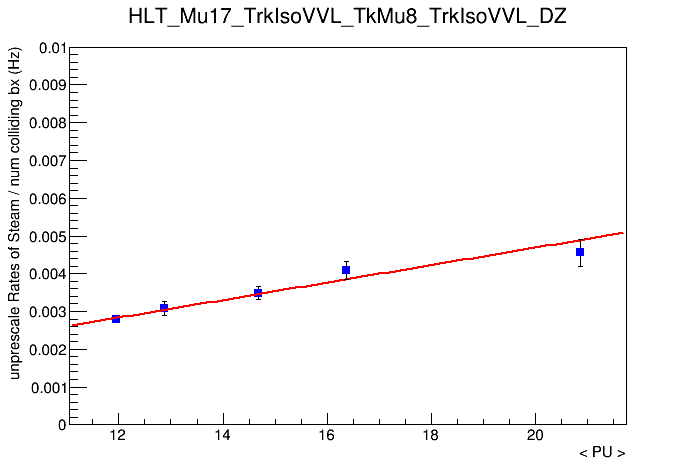 HLT_Mu17_TrkIsoVVL_TkMu8_TrkIsoVVL_DZ
unprescale Rates of Steam / num colliding bx (Hz)
0.01
0.009
0.008
0.007
0.006
0.005
0.004
0.003
0.002
0.001
0
12 14 16 18 20
< PU >